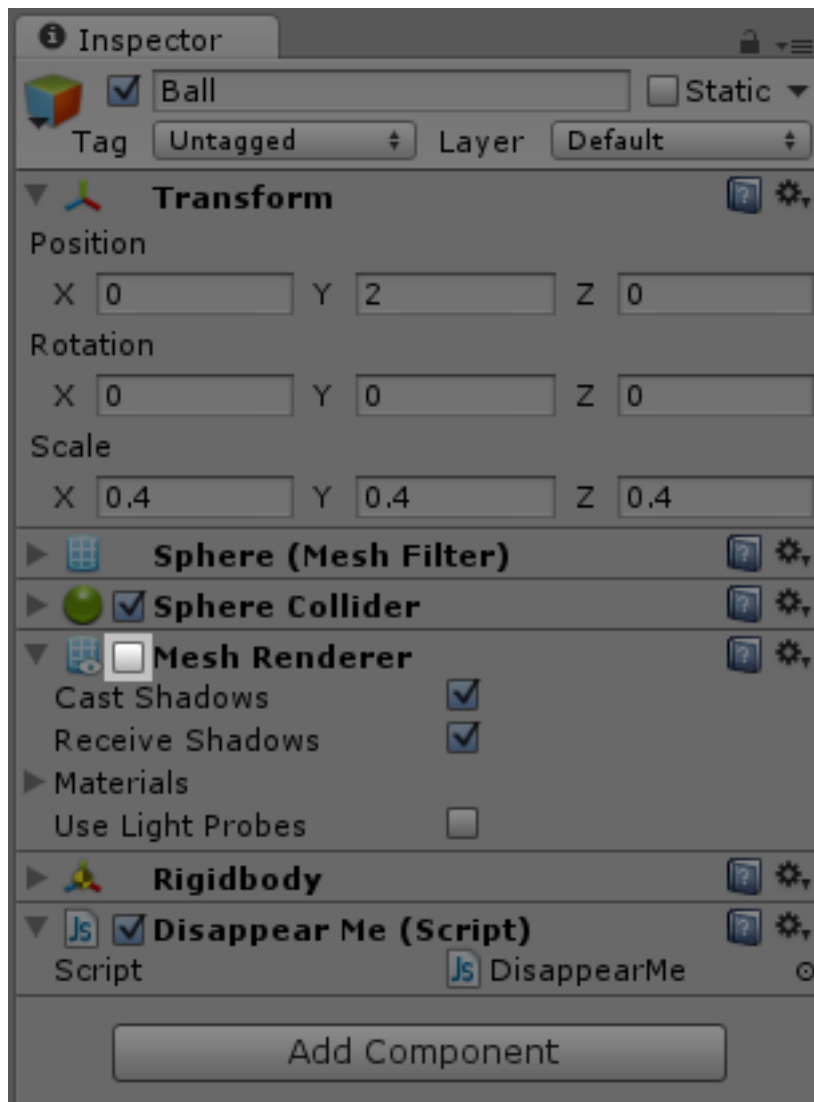 Inspector
Ball Static
Tag Untagged Layer Default
Transform
Position
X 0 Y 2 Z 0
Rotation
X 0 Y 0 Z 0
Scale
X 0.4 Y 0.4 Z 0.4
Sphere (Mesh Filter)
Sphere Collider
Mesh Renderer
Cast Shadows
Receive Shadows
Materials
Use Light Probes
Rigidbody
Js Disappear Me (Script)
Script Js DisappearMe
Add Component